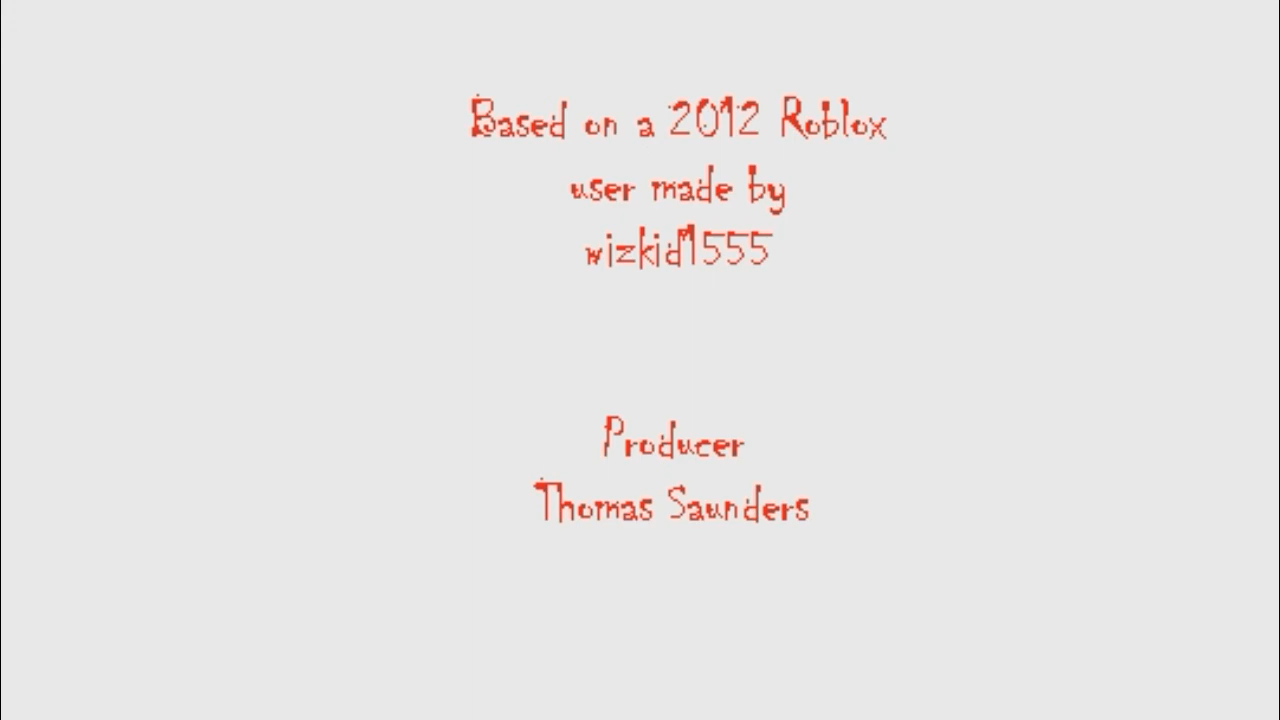 Based on a 2012 Roblox
user made by
wizkid1555
Producer
Thomas Saunders